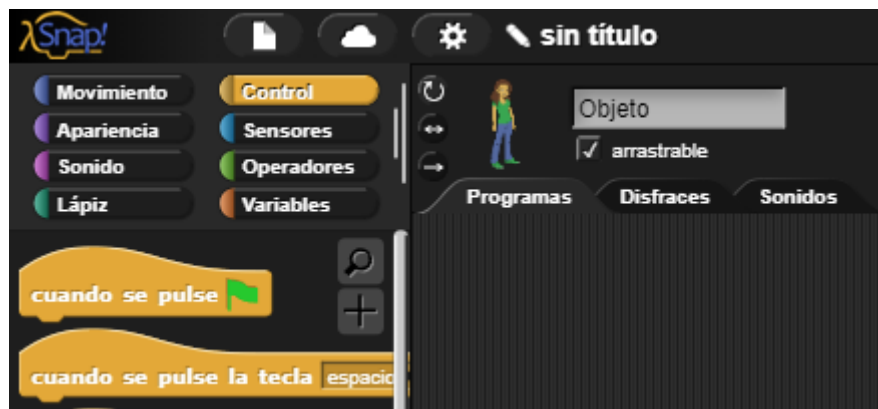 λSnap!
sin título
Movimiento
Control
Apariencia
Sensores
Sonido
Operadores
Lápiz
Variables
Objeto
arrastrable
Programas
Disfraces
Sonidos
cuando se pulse
cuando se pulse la tecla espacio